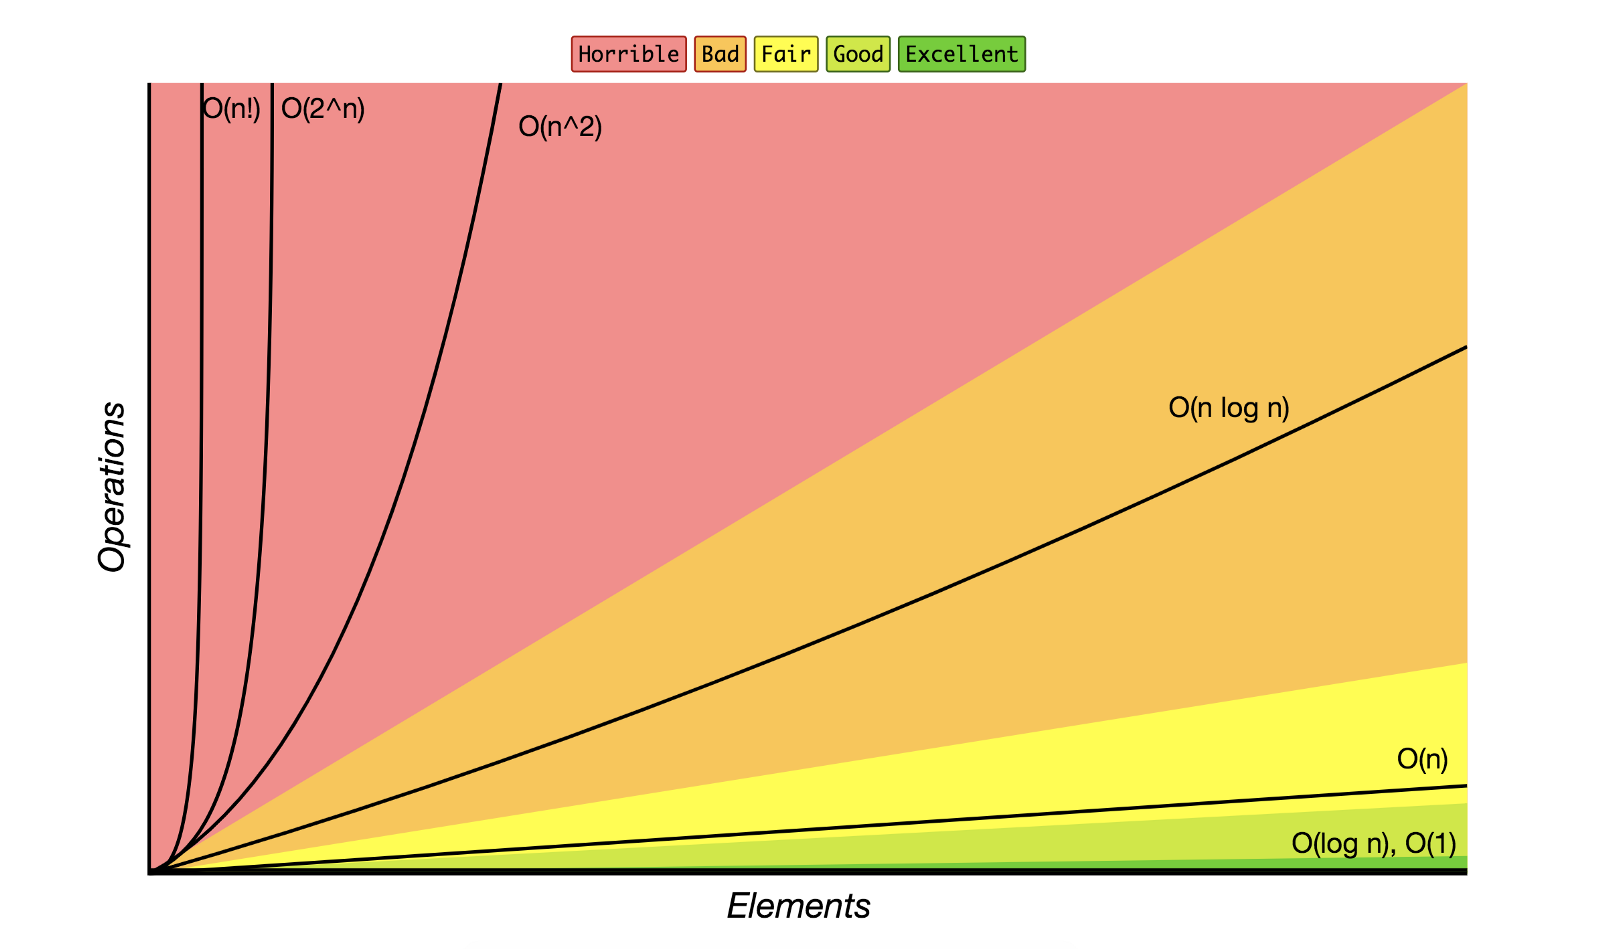 Horrible Bad Fair Good Excellent
O(n!) O(2^n)
O(n^2)
O(n log n)
Operations
O(n)
O(log n), O(1)
Elements